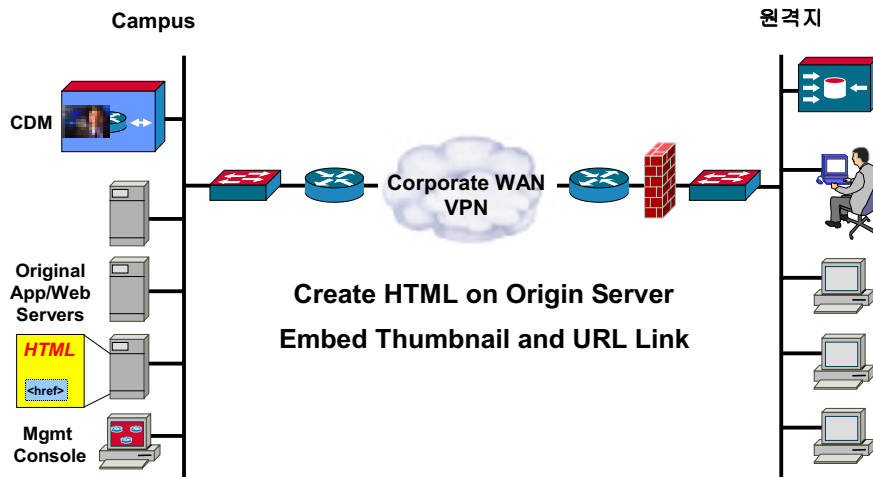 Campus
원격지
CDM
Corporate WAN
VPN
Original
App/Web
Servers
Create HTML on Origin Server
Embed Thumbnail and URL Link
HTML
<href>
Mgmt
Console